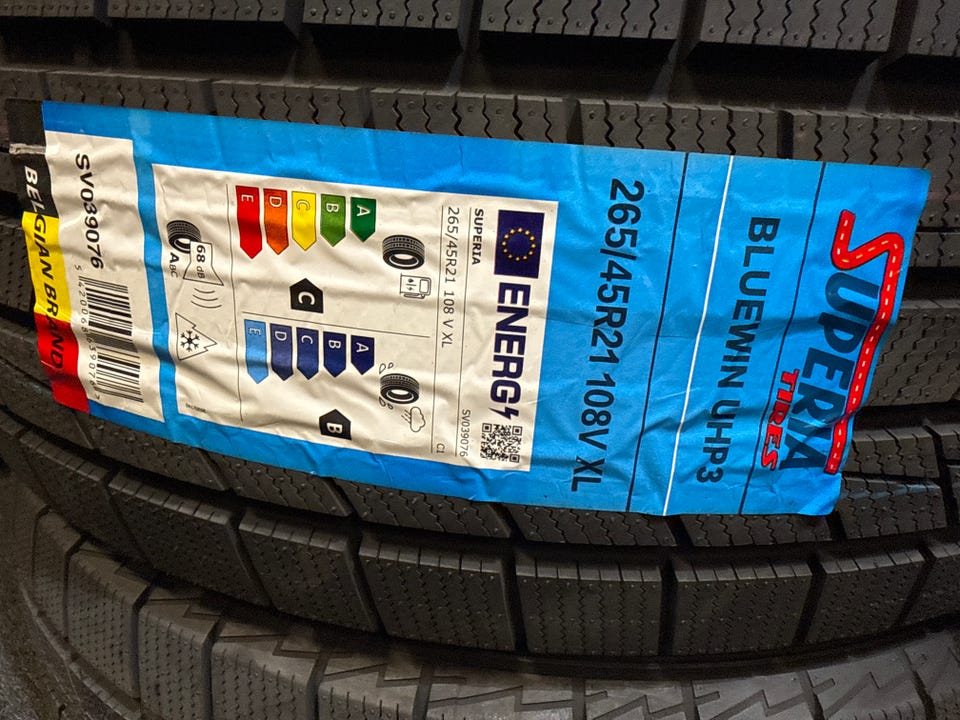 SUPERIA
TIRES
BLUEWIN UHP3
265/45R21 108V XL
ENERG
SUPERIA
SV039076
265/45R21 108 V XL
C1
A
B
C
D
E
C
A
B
C
D
E
B
68 dB
ABC
SV039076
BELGIAN BRAND